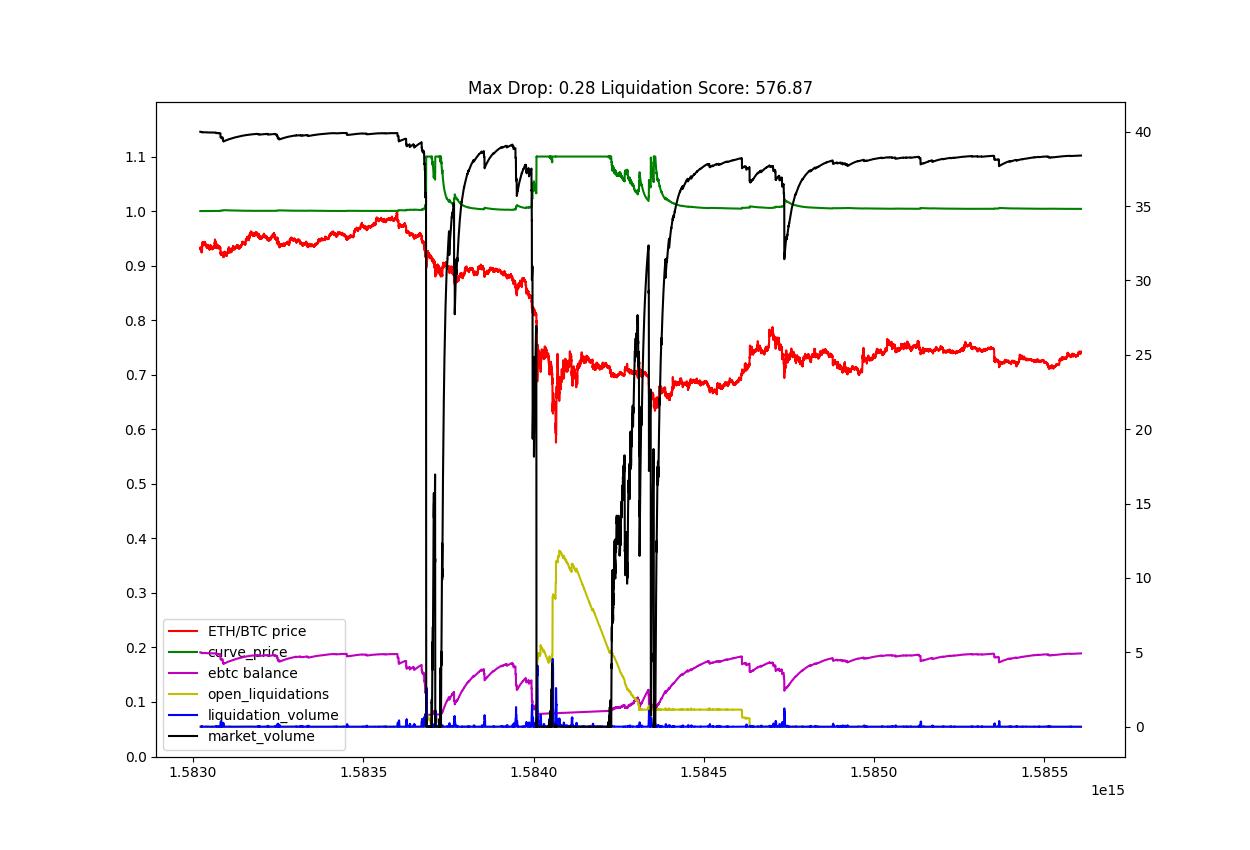 Max Drop: 0.28 Liquidation Score: 576.87
1.1
1.0
0.9
0.8
0.7
0.6
0.5
0.4
0.3
0.2
0.1
0.0
40
35
30
25
20
15
10
5
0
ETH/BTC price
curve_price
ebtc balance
open_liquidations
liquidation_volume
market_volume
1.5830 1.5835 1.5840 1.5845 1.5850 1.5855
1e15